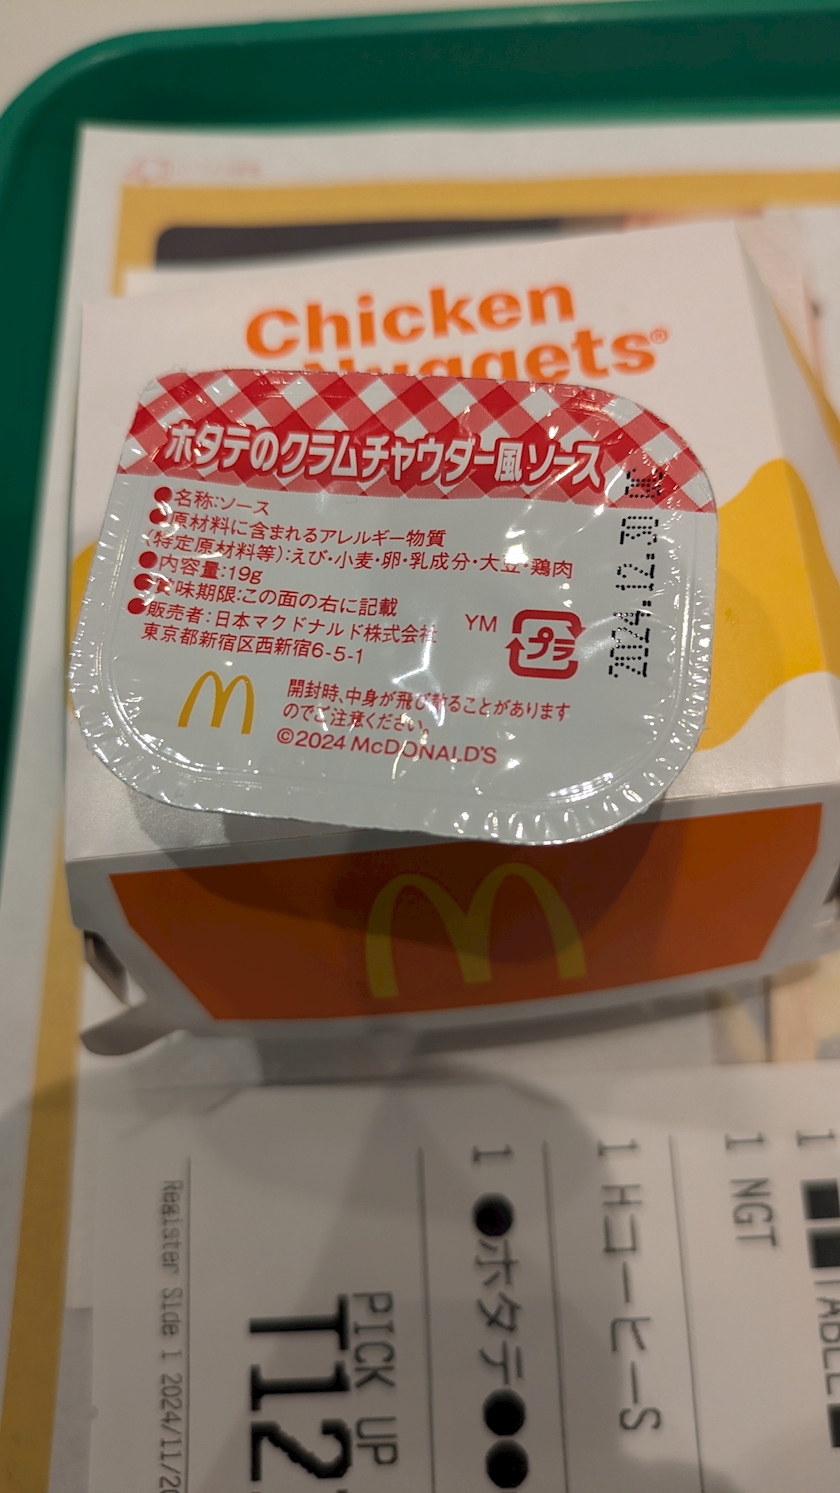 Chicken
Nuggets®
ホタテのクラムチャウダー風ソース
●名称:ソース
●原材料に含まれるアレルギー物質
(特定原材料等):えび・小麦・卵・乳成分・大豆・鶏肉
●内容量:19g
●賞味期限:この面の右に記載
●販売者:日本マクドナルド株式会社
東京都新宿区西新宿6-5-1
YM
プラ
2024.12.30
開封時、中身が飛び散ることがあります
のでご注意ください。
©2024 McDONALD'S
1
1 NGT
1 HコーヒーS
1 ●ホタテ●●
PICK UP
T12
Register Side 1 2024/11/20